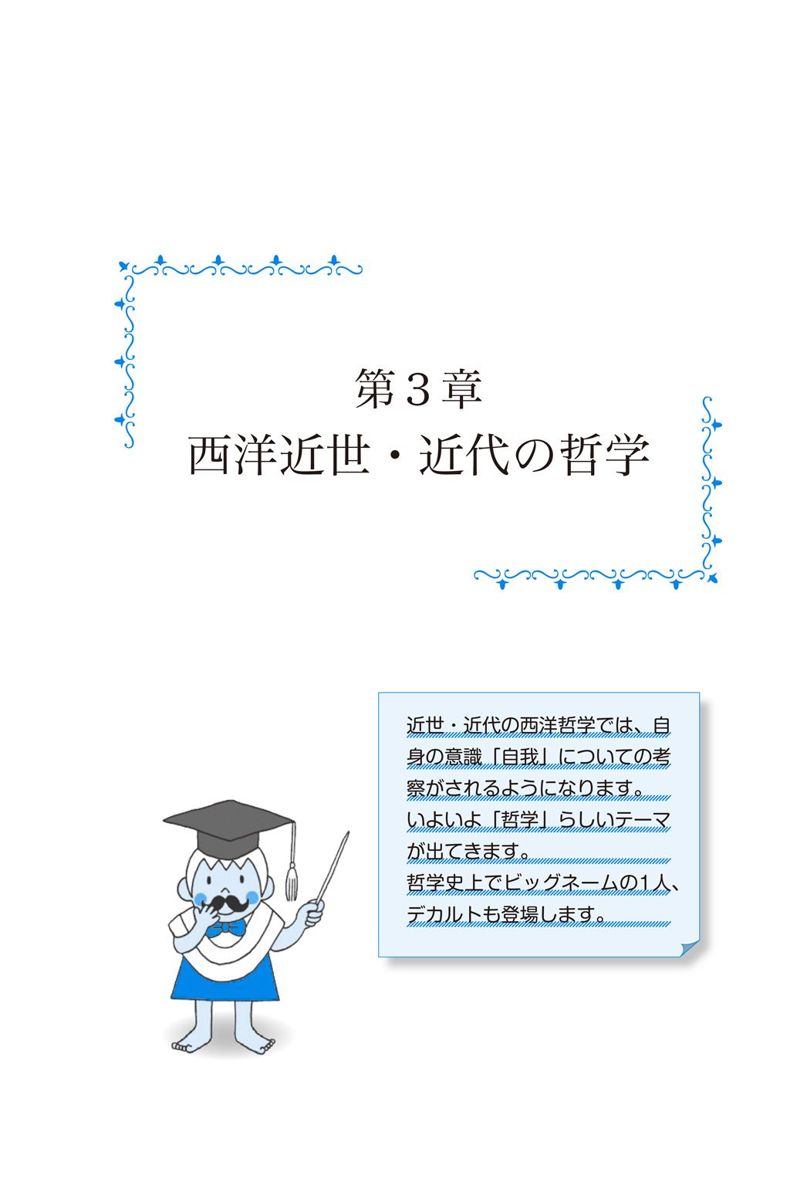 第3章
西洋近世・近代の哲学
近世・近代の西洋哲学では、自
身の意識「自我」についての考
察がされるようになります。
いよいよ「哲学」らしいテーマ
が出てきます。
哲学史上でビッグネームの1人、
デカルトも登場します。